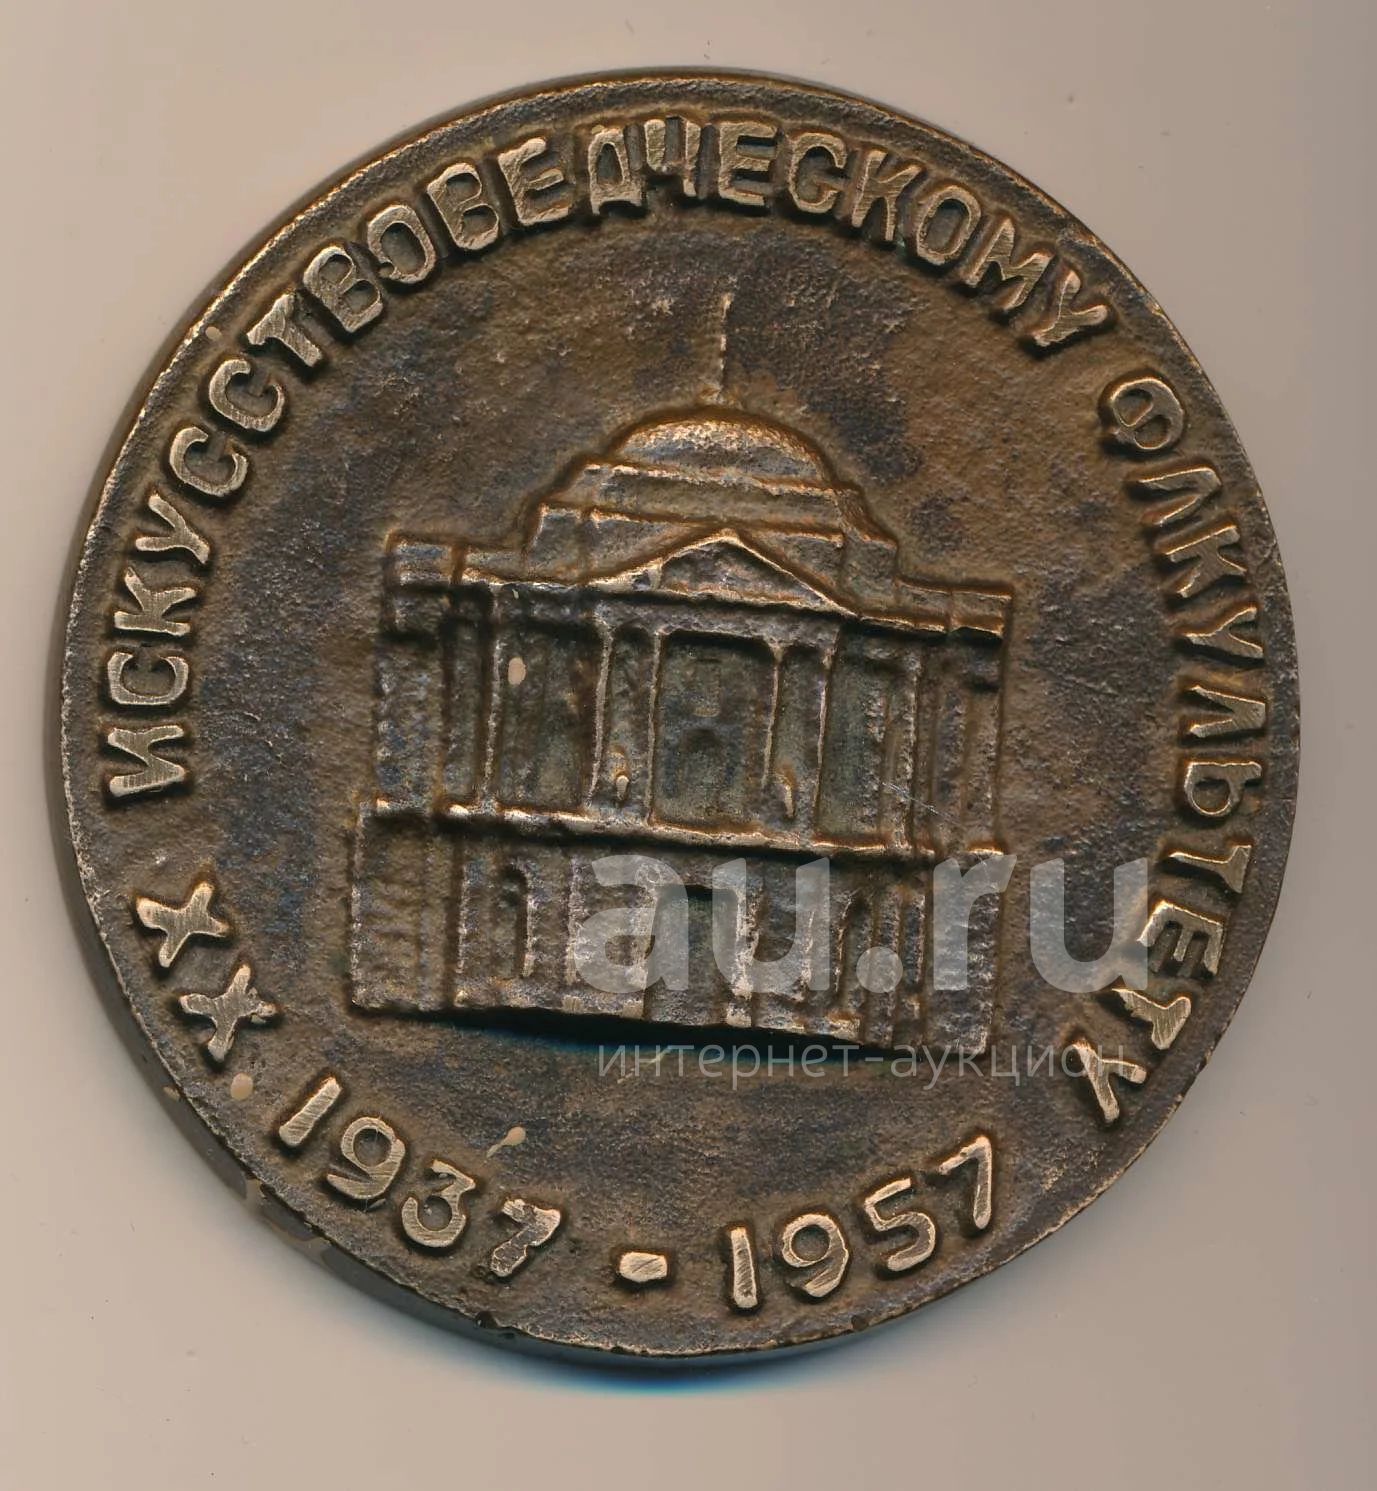 ИСКУССТВОВЕДЧЕСКОМУ ФАКУЛЬТЕТУ
XX 1937 - 1957
au.ru
интернет-аукцион